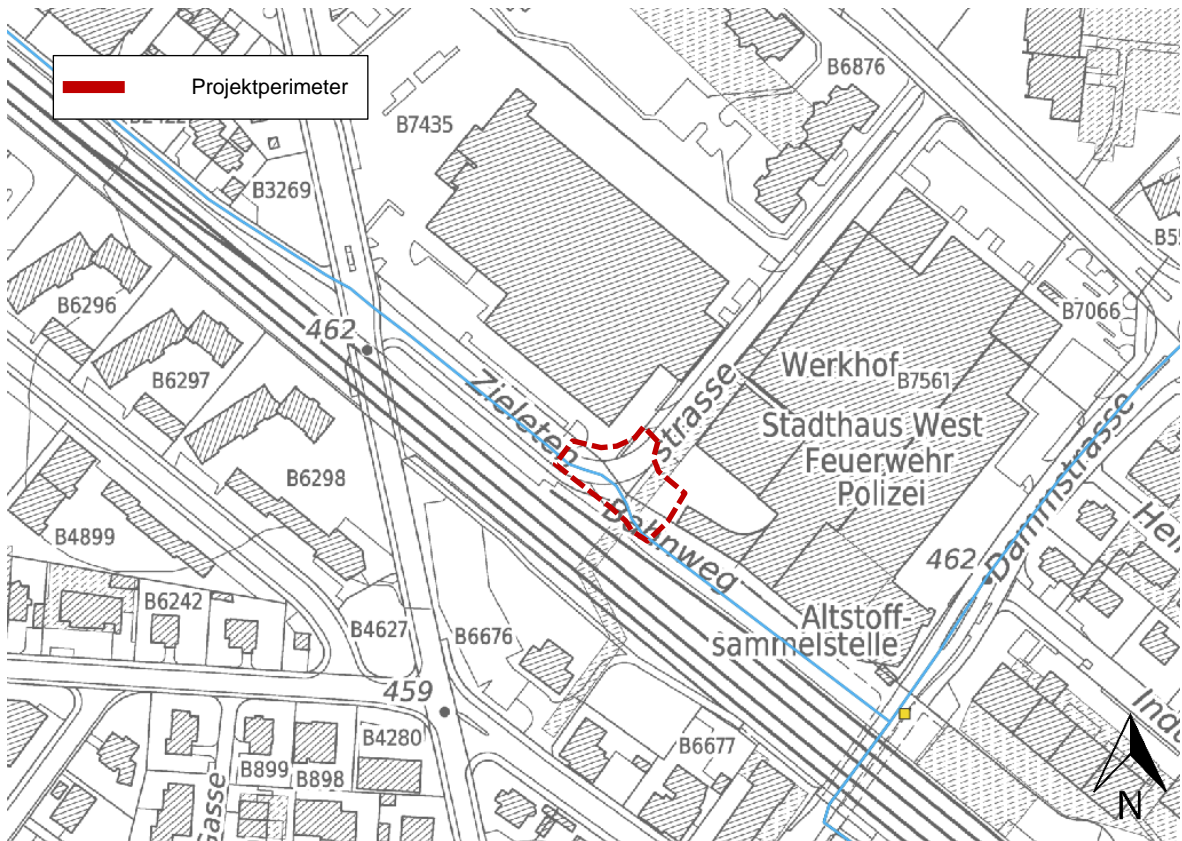 Projektperimeter
B6876
B7435
B3269
B6296
B7066
462
Zieleten
Strasse
Werkhof
B7561
B6297
Stadthaus West
Feuerwehr
Polizei
Dammstrasse
B6298
Bahnweg
B4899
462
B6242
B4627
B6676
Altstoff-
sammelstelle
459
B4280
B6677
B899
B898
N